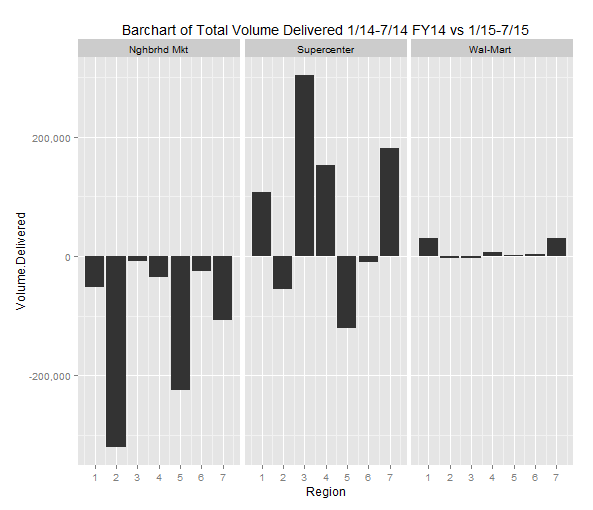 Barchart of Total Volume Delivered 1/14-7/14 FY14 vs 1/15-7/15
Nghbrhd Mkt Supercenter Wal-Mart
200,000
0
-200,000
Volume.Delivered
1 2 3 4 5 6 7 1 2 3 4 5 6 7 1 2 3 4 5 6 7
Region